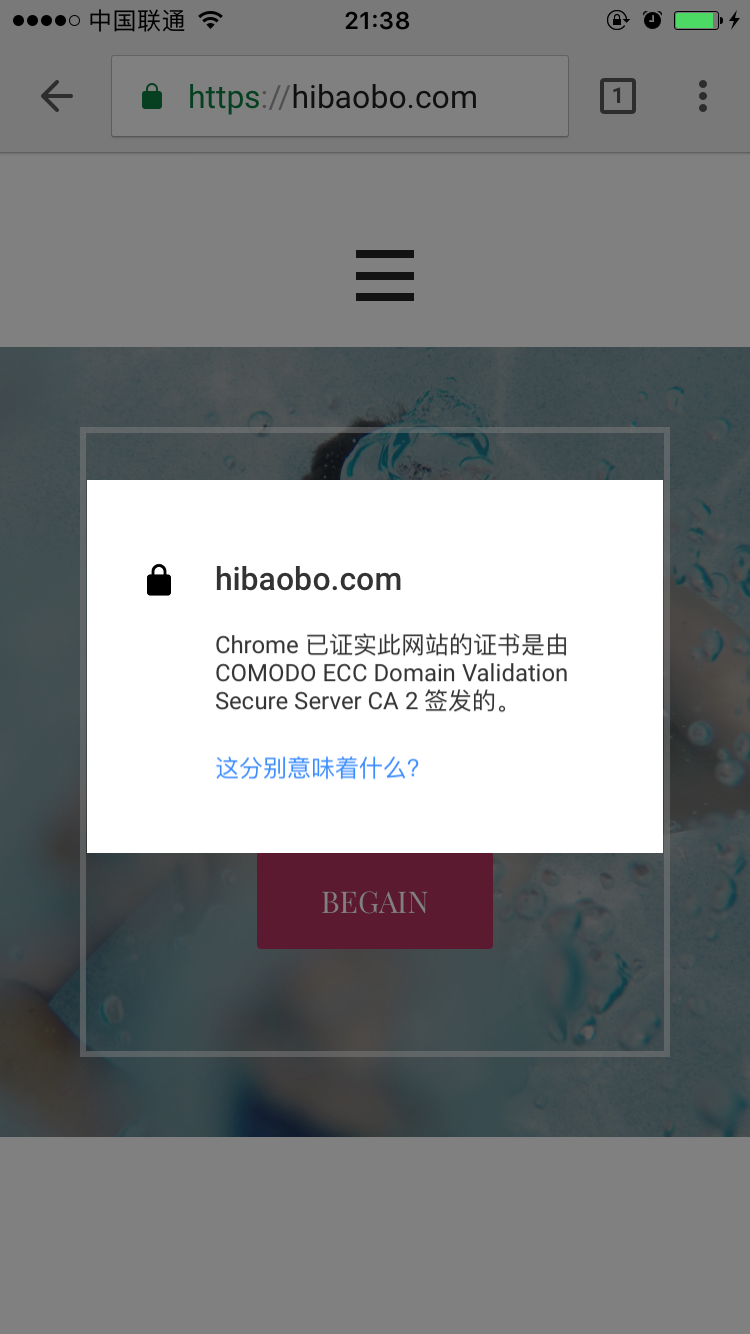 中国联通
21:38
https://hibaobo.com
1
hibaobo.com
Chrome 已证实此网站的证书是由
COMODO ECC Domain Validation
Secure Server CA 2 签发的。
这分别意味着什么?
BEGAIN